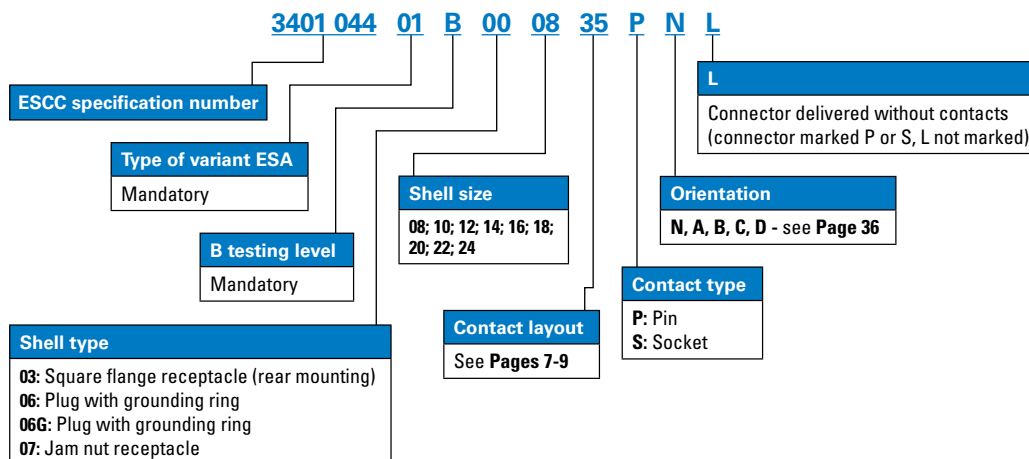 3401 044 01 B 00 08 35 P N L
ESCC specification number
Type of variant ESA
Mandatory
B testing level
Mandatory
Shell type
03: Square flange receptacle (rear mounting)
06: Plug with grounding ring
06G: Plug with grounding ring
07: Jam nut receptacle
Shell size
08; 10; 12; 14; 16; 18;
20; 22; 24
Contact layout
See Pages 7-9
Contact type
P: Pin
S: Socket
Orientation
N, A, B, C, D - see Page 36
L
Connector delivered without contacts
(connector marked P or S, L not marked)